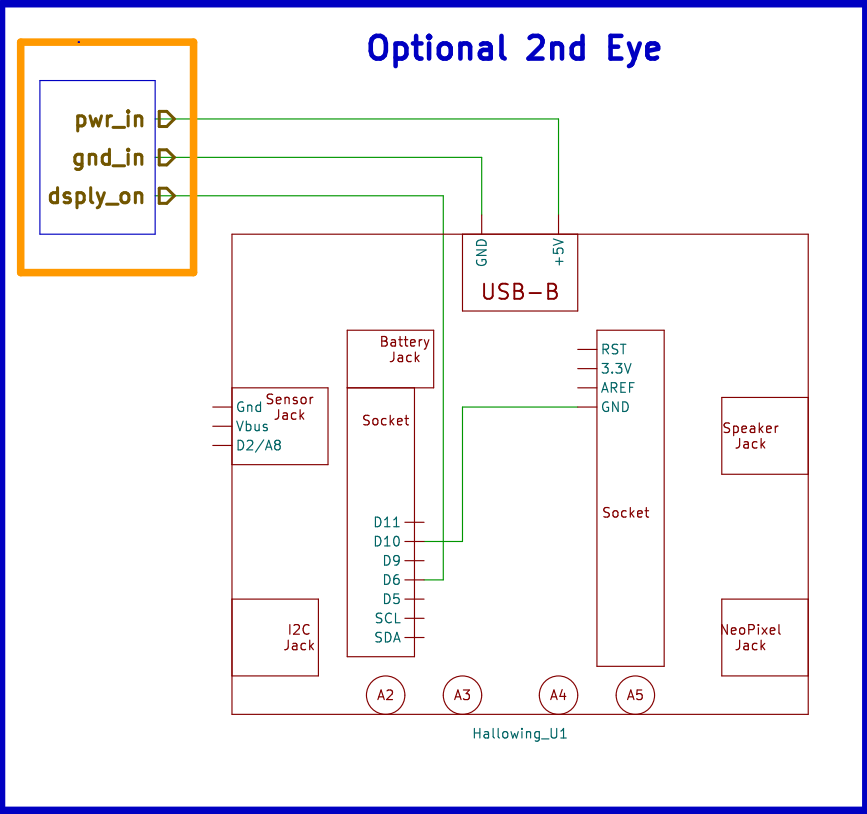 Optional 2nd Eye
pwr_in
gnd_in
dsply_on
GND
+5V
USB-B
Battery
Jack
RST
3.3V
AREF
GND
Sensor
Jack
Gnd
Vbus
D2/A8
Socket
Speaker
Jack
Socket
D11
D10
D9
D6
D5
SCL
SDA
I2C
Jack
NeoPixel
Jack
A2
A3
A4
A5
Hallowing_U1